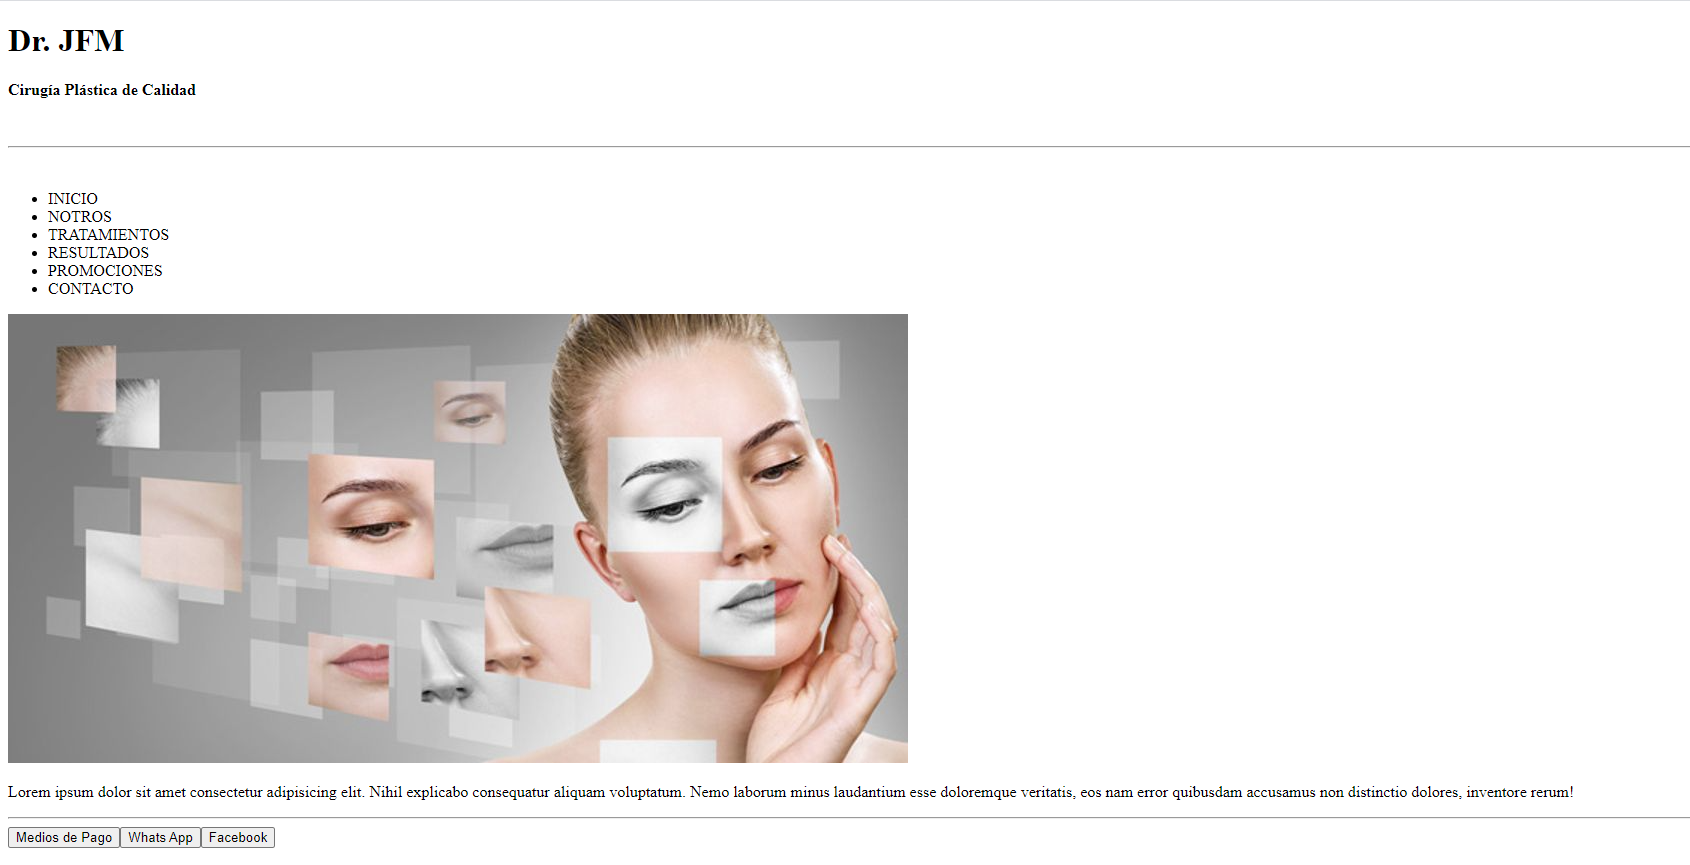 Dr. JFM
Cirugía Plástica de Calidad
INICIO
NOTROS
TRATAMIENTOS
RESULTADOS
PROMOCIONES
CONTACTO
Lorem ipsum dolor sit amet consectetur adipisicing elit. Nihil explicabo consequatur aliquam voluptatum. Nemo laborum minus laudantium esse doloremque veritatis, eos nam error quibusdam accusamus non distinctio dolores, inventore rerum!
Medios de Pago Whats App Facebook